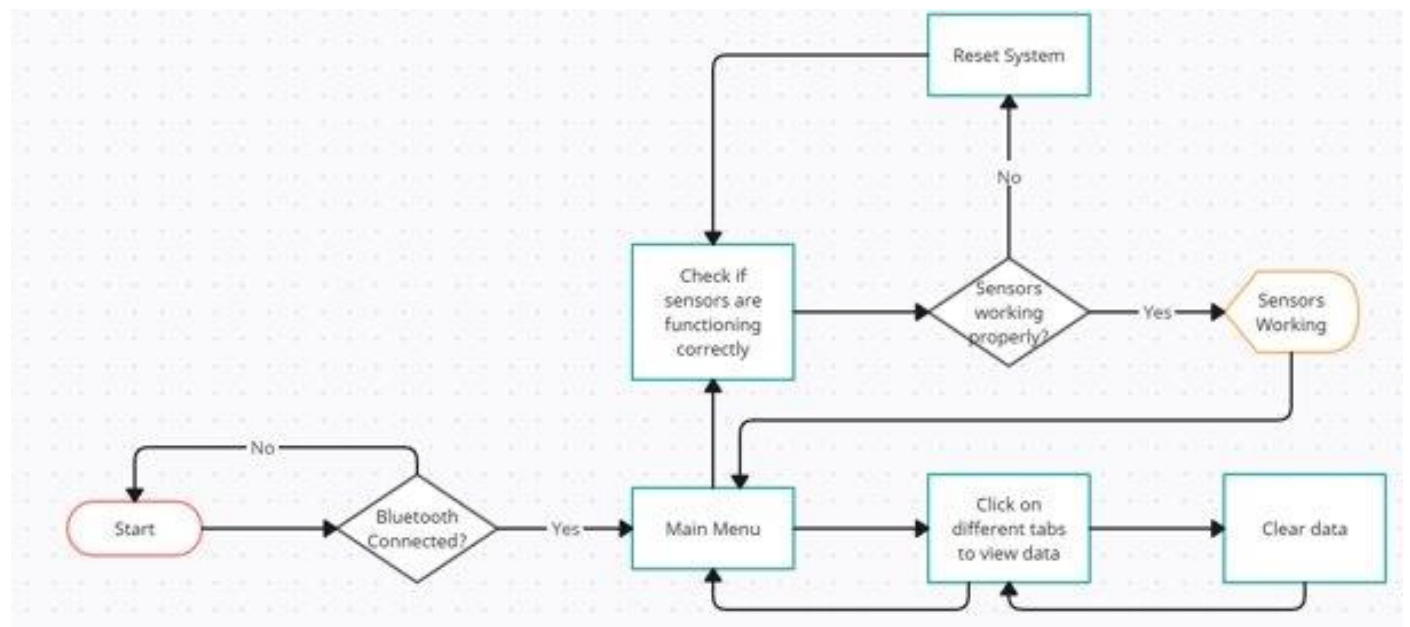 Reset System
No
Check if
sensors are
functioning
correctly
Sensors
working
properly?
Yes
Sensors
Working
No
Start
Bluetooth
Connected?
Yes
Main Menu
Click on
different tabs
to view data
Clear data